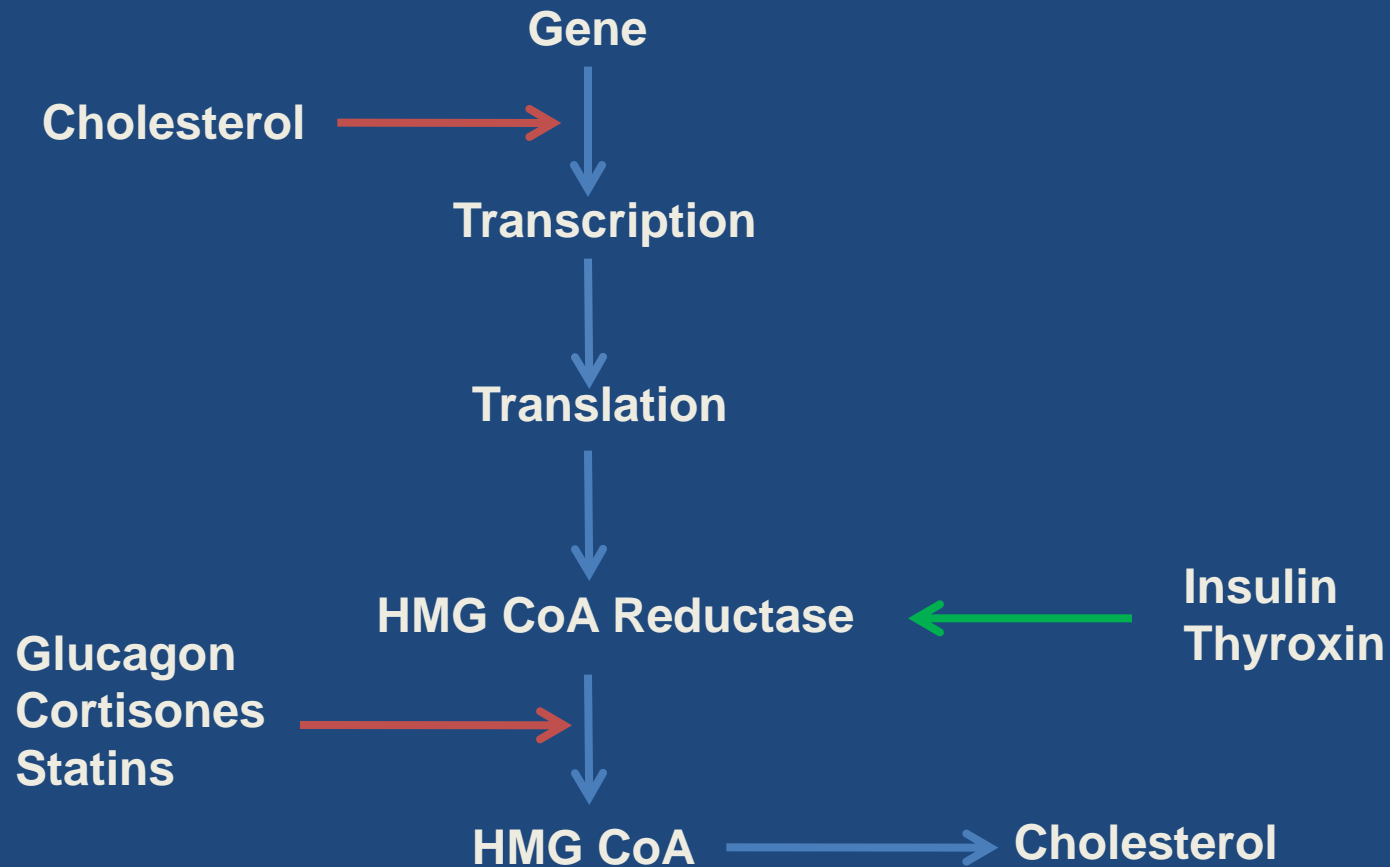 Gene
Cholesterol
Transcription
Translation
HMG CoA Reductase
Insulin
Thyroxin
Glucagon
Cortisones
Statins
HMG CoA
Cholesterol